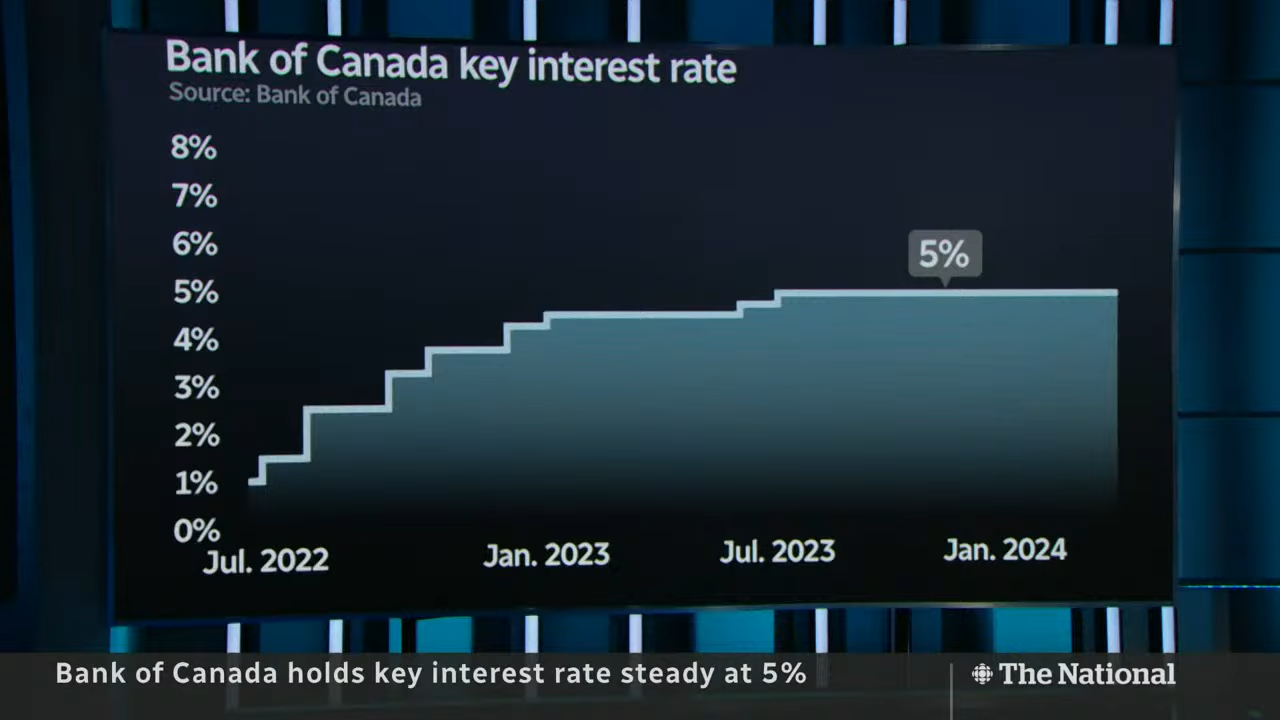 Bank of Canada key interest rate
Source: Bank of Canada
8%
7%
6%
5%
4%
3%
2%
1%
0%
5%
Jul. 2022
Jan. 2023
Jul. 2023
Jan. 2024
Bank of Canada holds key interest rate steady at 5%
The National